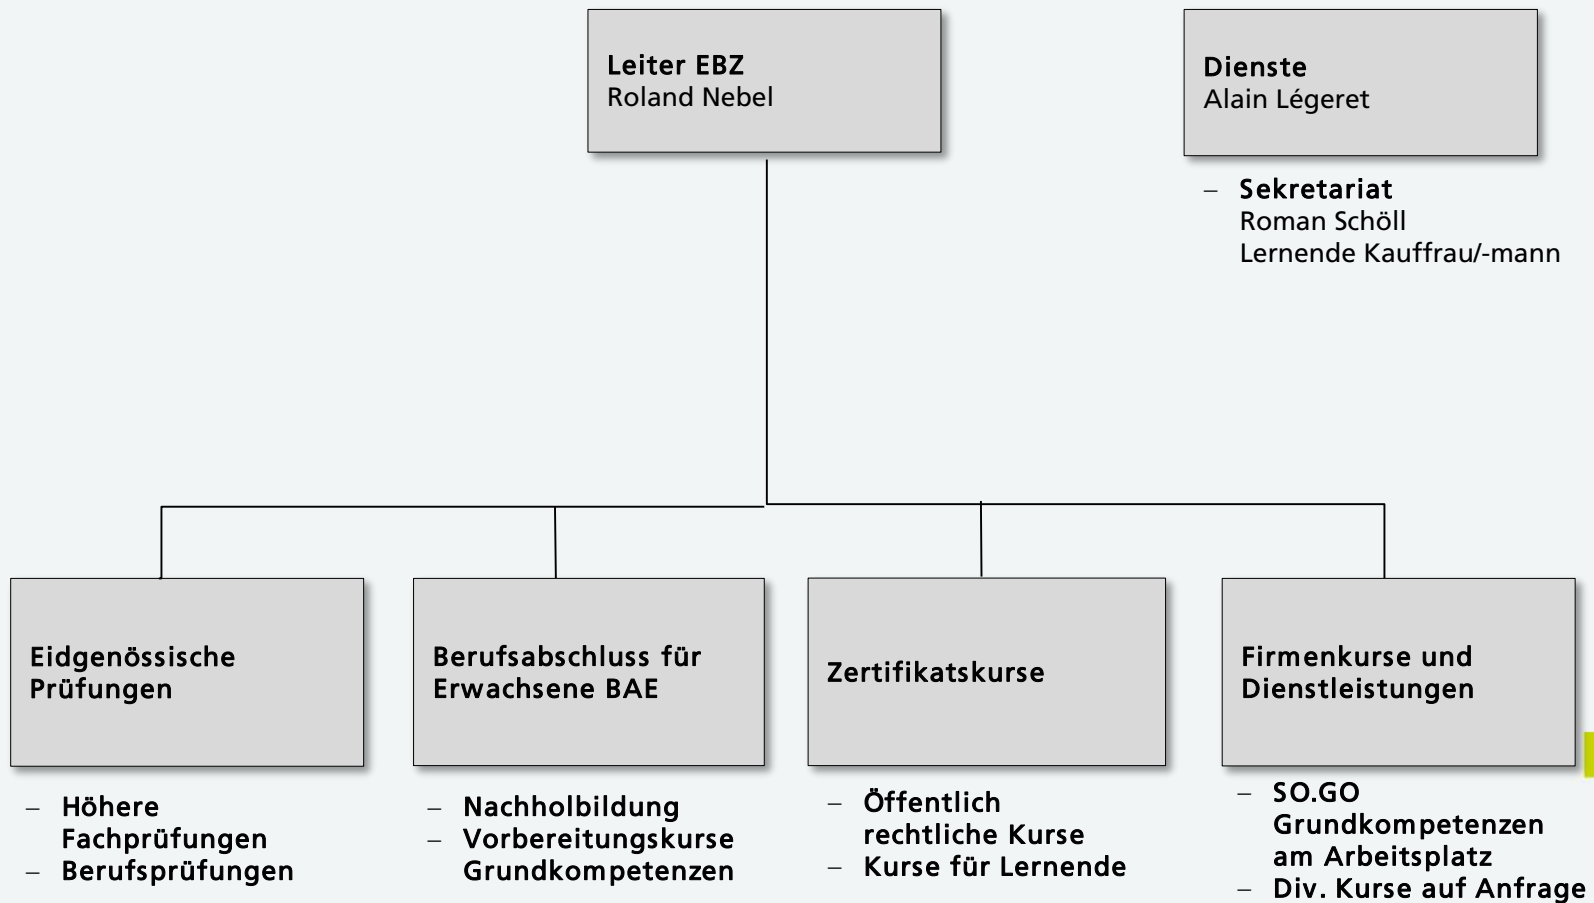 Leiter EBZ
Roland Nebel
Dienste
Alain Légeret
– Sekretariat
Roman Schöll
Lernende Kauffrau/-mann
Eidgenössische
Prüfungen
– Höhere
Fachprüfungen
– Berufsprüfungen
Berufsabschluss für
Erwachsene BAE
– Nachholbildung
– Vorbereitungskurse
Grundkompetenzen
Zertifikatskurse
– Öffentlich
rechtliche Kurse
– Kurse für Lernende
Firmenkurse und
Dienstleistungen
– SO.GO
Grundkompetenzen
am Arbeitsplatz
– Div. Kurse auf Anfrage